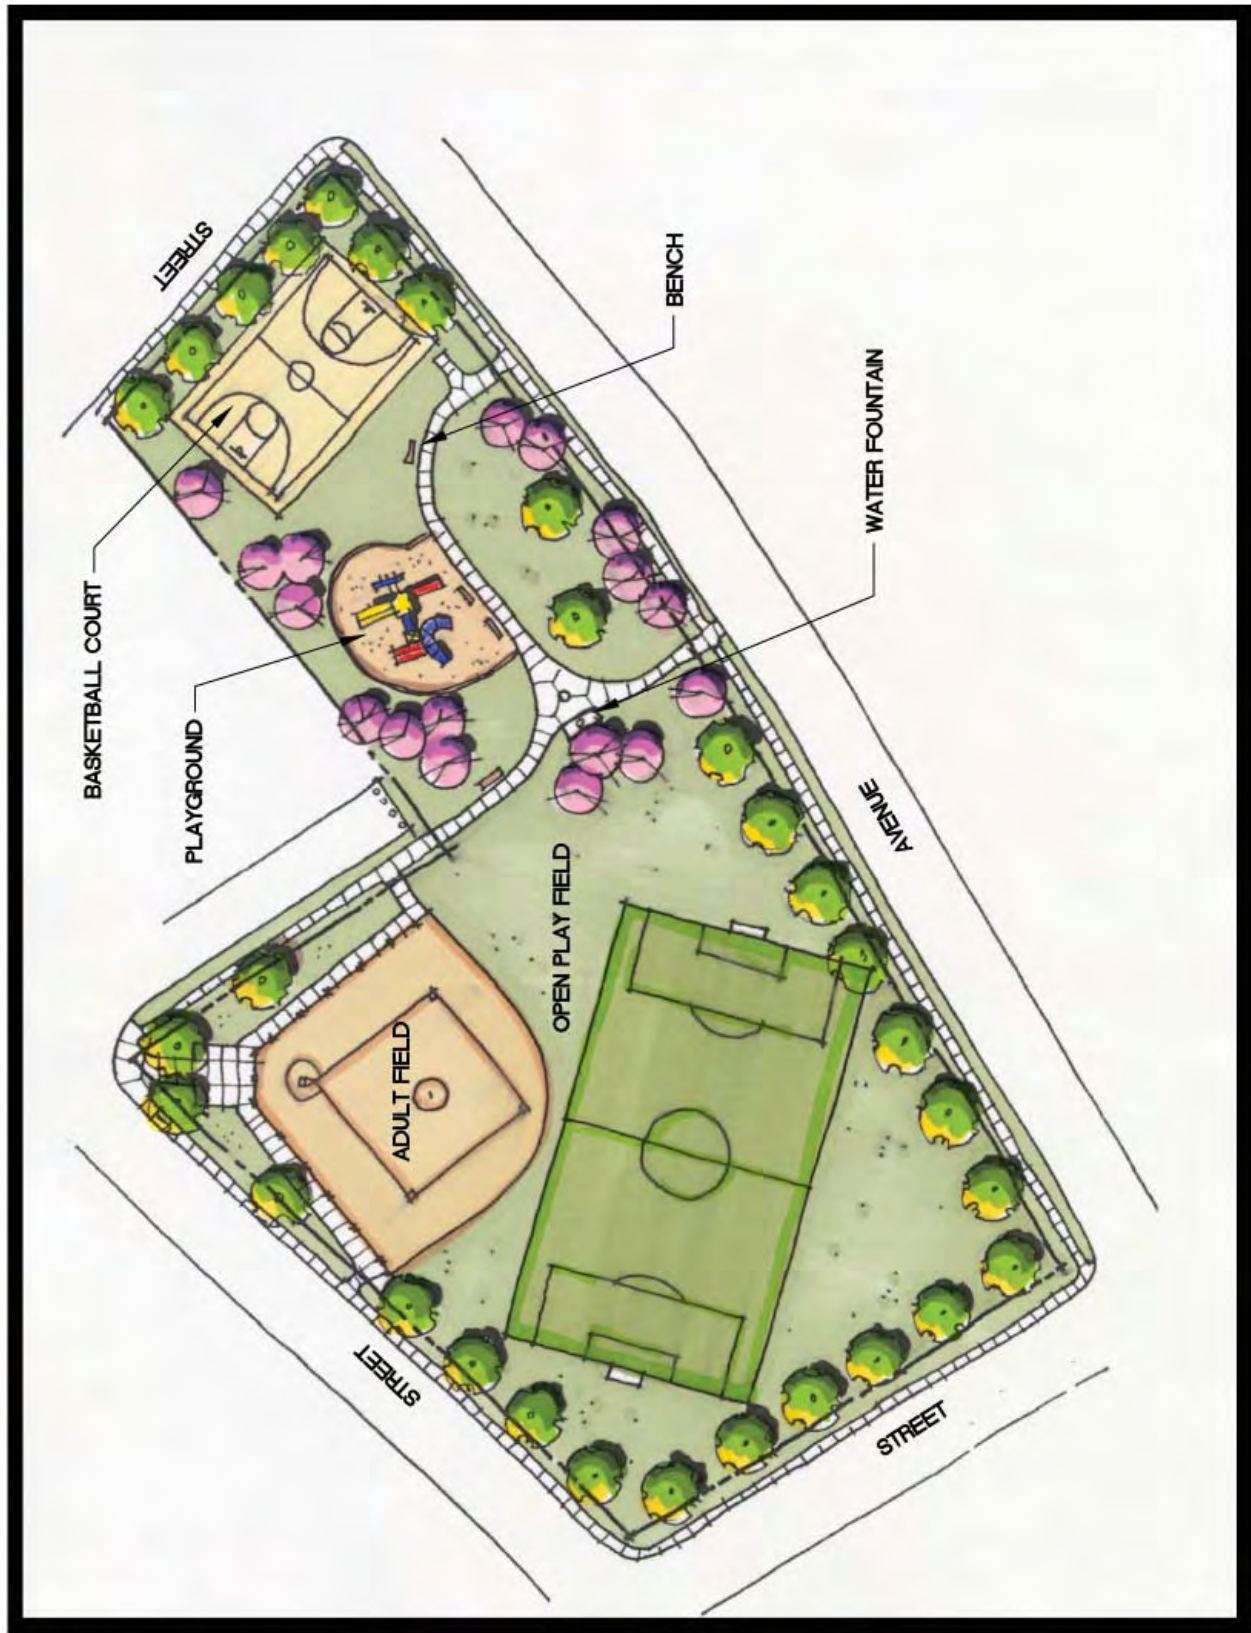 STREET
BENCH
BASKETBALL COURT
WATER FOUNTAIN
PLAYGROUND
AVENUE
OPEN PLAY FIELD
ADULT FIELD
STREET
STREET